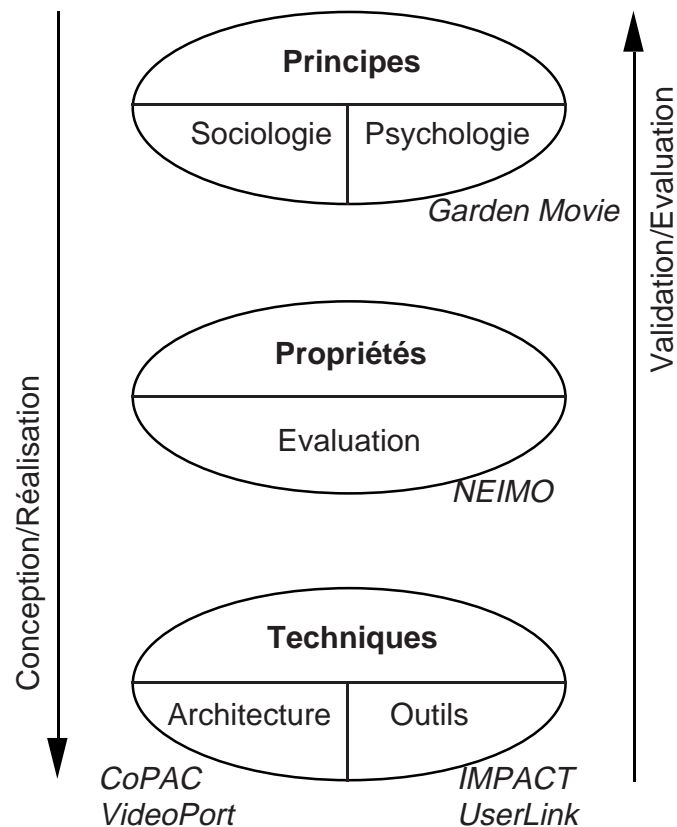 Principes
Sociologie
Psychologie
Garden Movie
Propriétés
Evaluation
NEIMO
Techniques
Architecture
Outils
CoPAC
VideoPort
IMPACT
UserLink
Conception/Réalisation
Validation/Evaluation